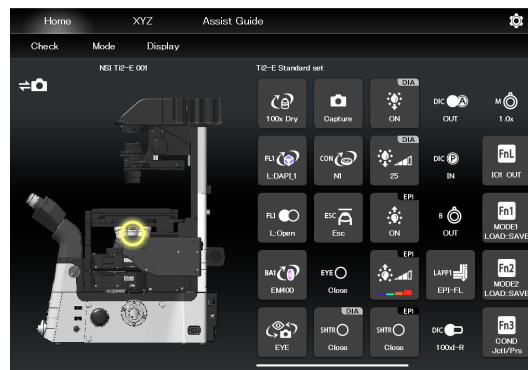 Home XYZ Assist Guide
Check Mode Display
NSI Ti2-E 001
Ti2-E Standard set
100x Dry
Capture
DIA
ON
DIC A
OUT
M
1.0x
FL1
L:DAPI_1
CON
N1
DIA
25
DIC P
IN
FnL
IO1 OUT
FL1
L:Open
ESC
Esc
EPI
ON
B
OUT
Fn1
MODE1
LOAD:SAVE
BA1
EM400
EYE
Close
EPI
LAPP1
EPI-FL
Fn2
MODE2
LOAD:SAVE
EYE
DIA
SHTR
Close
EPI
SHTR
Close
DIC
100xI-R
Fn3
COND
Jctl/Prs